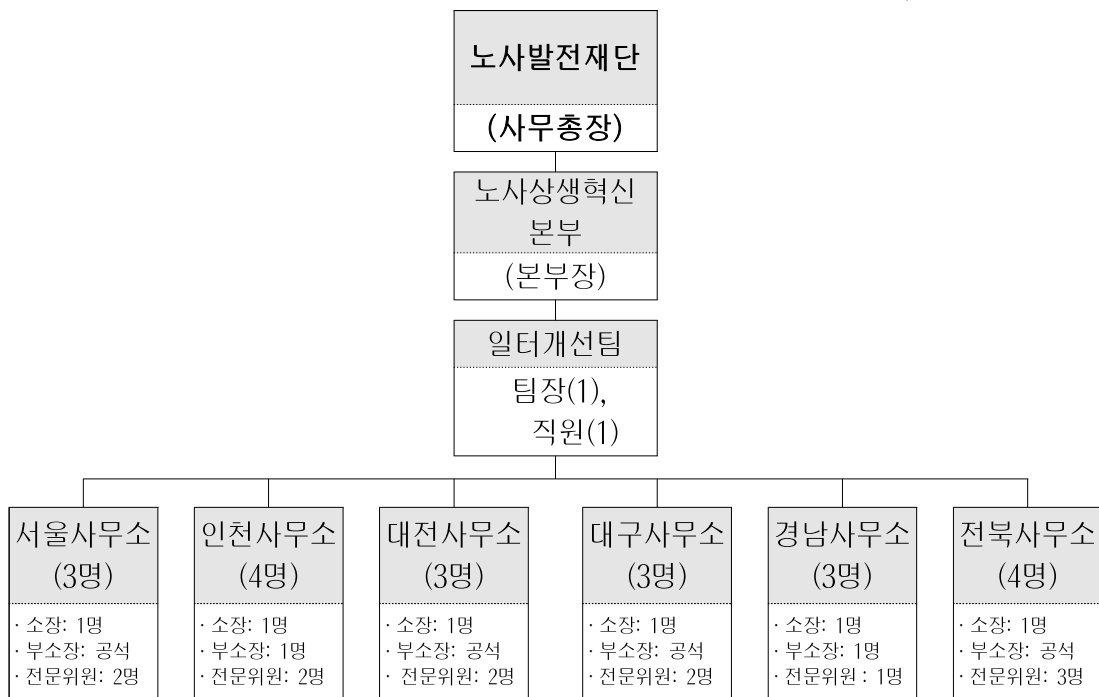 노사발전재단
(사무총장)
노사상생혁신
본부
(본부장)
일터개선팀
팀장(1),
직원(1)
서울사무소
(3명)
· 소장: 1명
· 부소장: 공석
· 전문위원: 2명
인천사무소
(4명)
· 소장: 1명
· 부소장: 1명
· 전문위원: 2명
대전사무소
(3명)
· 소장: 1명
· 부소장: 공석
· 전문위원: 2명
대구사무소
(3명)
· 소장: 1명
· 부소장: 공석
· 전문위원: 2명
경남사무소
(3명)
· 소장: 1명
· 부소장: 1명
· 전문위원 : 1명
전북사무소
(4명)
· 소장: 1명
· 부소장: 공석
· 전문위원: 3명